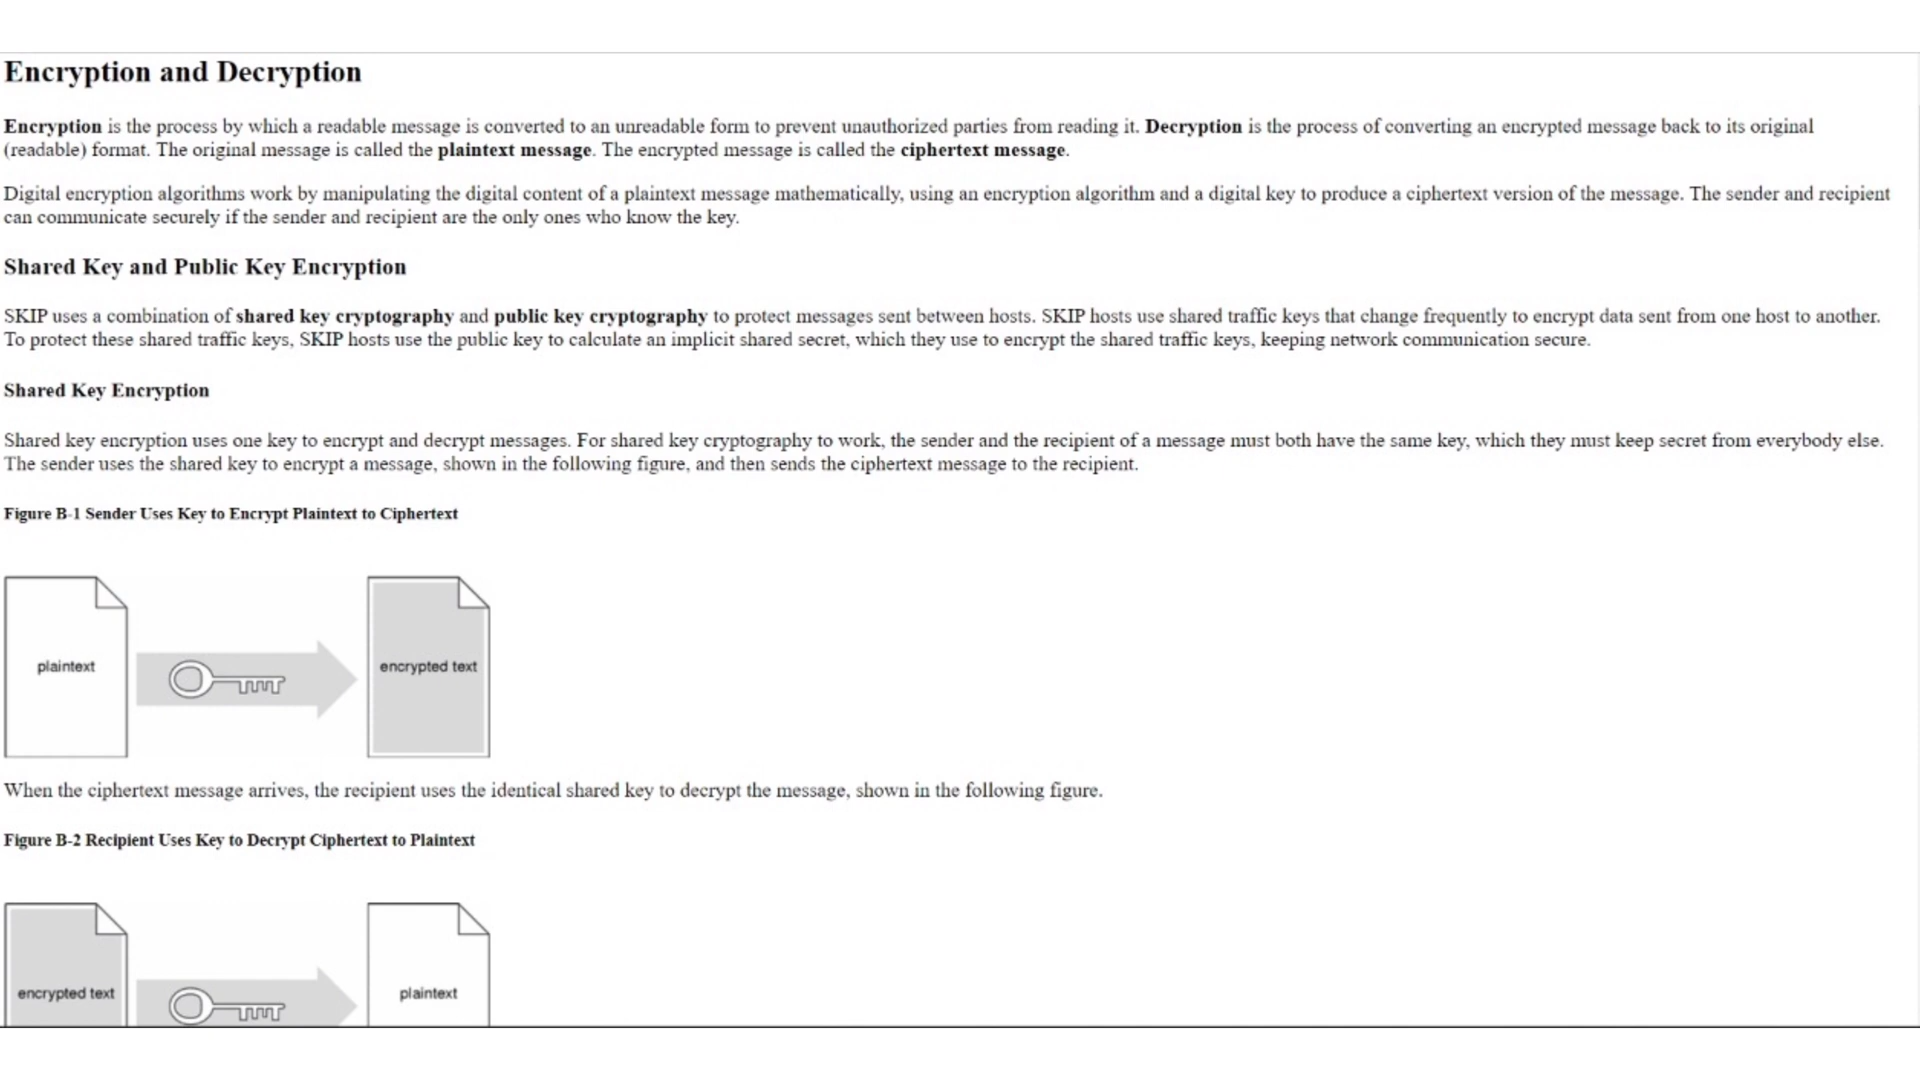 Encryption and Decryption
Encryption is the process by which a readable message is converted to an unreadable form to prevent unauthorized parties from reading it. Decryption is the process of converting an encrypted message back to its original
(readable) format. The original message is called the plaintext message. The encrypted message is called the ciphertext message.
Digital encryption algorithms work by manipulating the digital content of a plaintext message mathematically, using an encryption algorithm and a digital key to produce a ciphertext version of the message. The sender and recipient
can communicate securely if the sender and recipient are the only ones who know the key.
Shared Key and Public Key Encryption
SKIP uses a combination of shared key cryptography and public key cryptography to protect messages sent between hosts. SKIP hosts use shared traffic keys that change frequently to encrypt data sent from one host to another.
To protect these shared traffic keys, SKIP hosts use the public key to calculate an implicit shared secret, which they use to encrypt the shared traffic keys, keeping network communication secure.
Shared Key Encryption
Shared key encryption uses one key to encrypt and decrypt messages. For shared key cryptography to work, the sender and the recipient of a message must both have the same key, which they must keep secret from everybody else.
The sender uses the shared key to encrypt a message, shown in the following figure, and then sends the ciphertext message to the recipient.
Figure B-1 Sender Uses Key to Encrypt Plaintext to Ciphertext
plaintext
encrypted text
When the ciphertext message arrives, the recipient uses the identical shared key to decrypt the message, shown in the following figure.
Figure B-2 Recipient Uses Key to Decrypt Ciphertext to Plaintext
encrypted text
plaintext